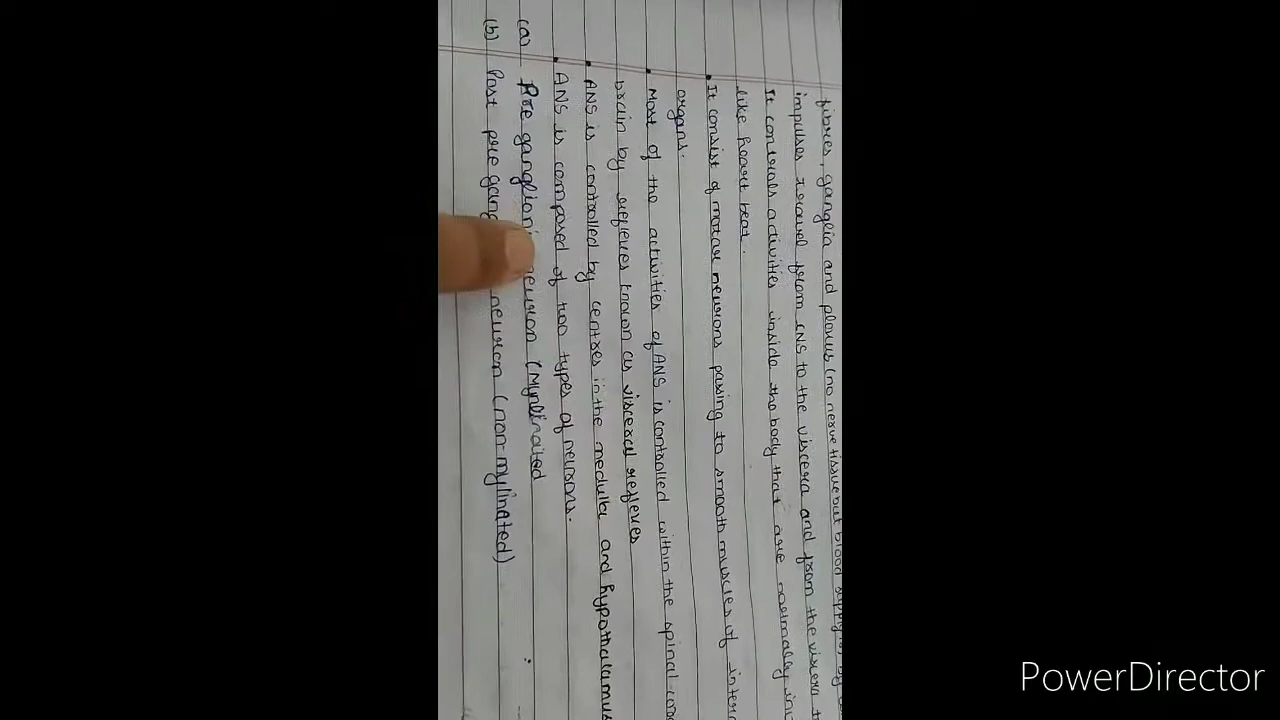 fibres, ganglia and plexus (no nerve tissue but blood
impulses travel from CNS to the viscera and from the viscera
It controls activities inside the body that are normally
like heart beat.
• It consist of motor neurons passing to smooth muscles of
organs.
• Most of the activities of ANS is controlled within the spinal
brain by reflexes known as visceral reflexes
• ANS is controlled by centres in the medulla and hypothalamus
• ANS is composed of two types of neurons.
(a) Pre ganglion neuron (Mylinated
(b) Post pre neuron (non-mylinated)
PowerDirector